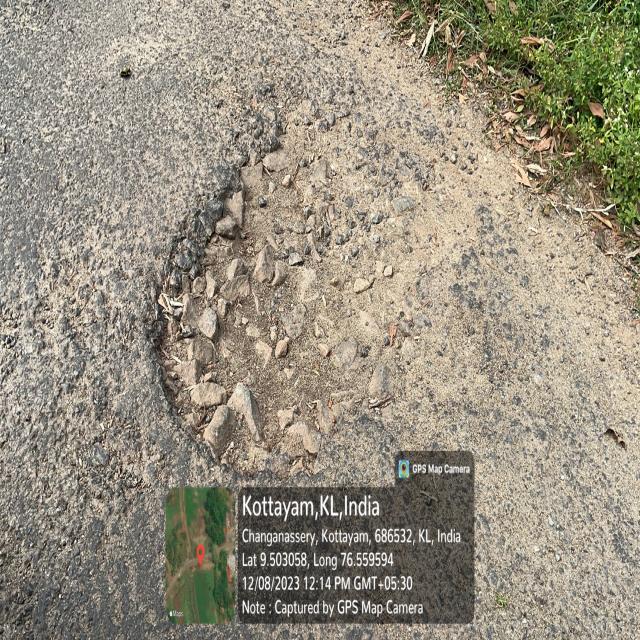 GPS Map Camera
Kottayam,KL,India
Changanassery, Kottayam, 686532, KL, India
Lat 9.503058, Long 76.559594
12/08/2023 12:14 PM GMT+05:30
Note : Captured by GPS Map Camera
Maps